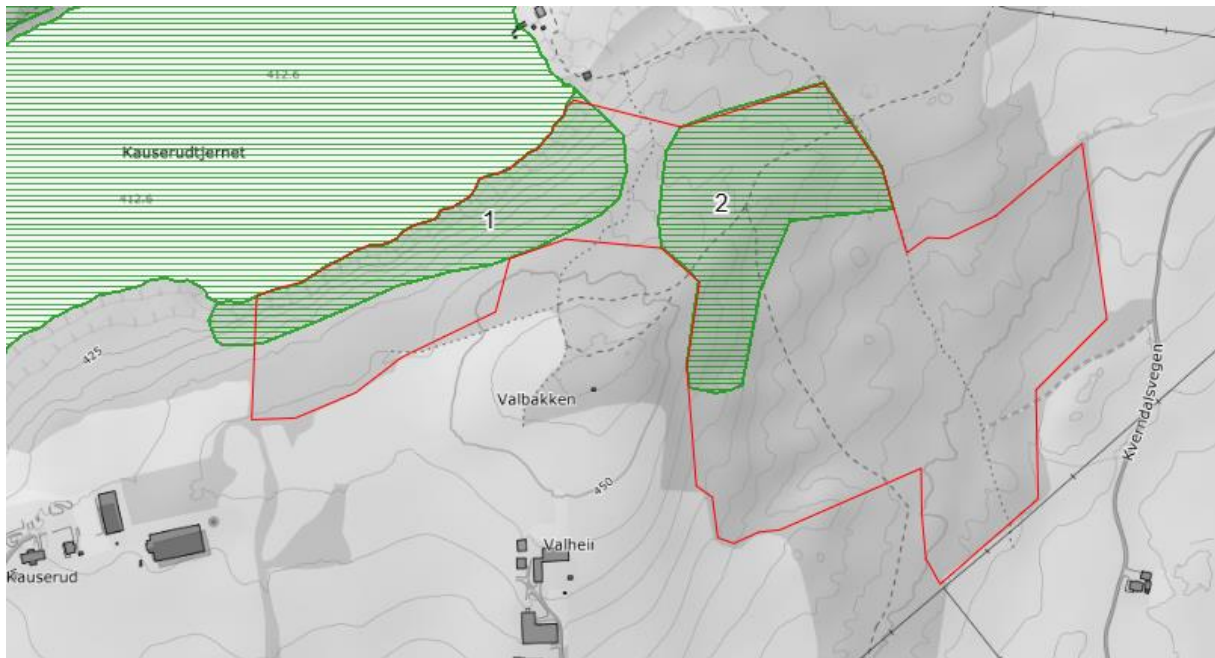 412.6
Kauserudtjernet
412.6
1
2
425
Valbakken
Kverndalsvegen
450
Valheii
Kauserud